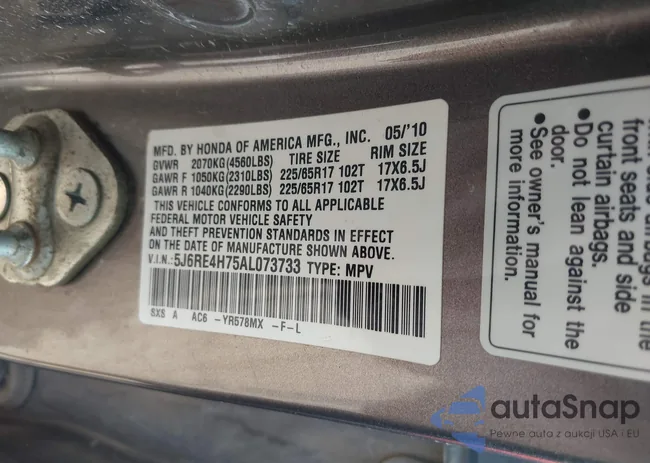 MFD. BY HONDA OF AMERICA MFG., INC. 05/'10
GVWR 2070KG(4560LBS) TIRE SIZE RIM SIZE
GAWR F 1050KG(2310LBS) 225/65R17 102T 17X6.5J
GAWR R 1040KG(2290LBS) 225/65R17 102T 17X6.5J
THIS VEHICLE CONFORMS TO ALL APPLICABLE
FEDERAL MOTOR VEHICLE SAFETY
AND THEFT PREVENTION STANDARDS IN EFFECT
ON THE DATE OF MANUFACTURE SHOWN ABOVE.
V.I.N.:5J6RE4H75AL073733 TYPE: MPV
SXS A AC6 -YR578MX -F-L
front seats and side
curtain airbags.
•Do not lean against the
door.
•See owner's manual for
more information.
autoSnap
Pewne auta z aukcji USA i EU